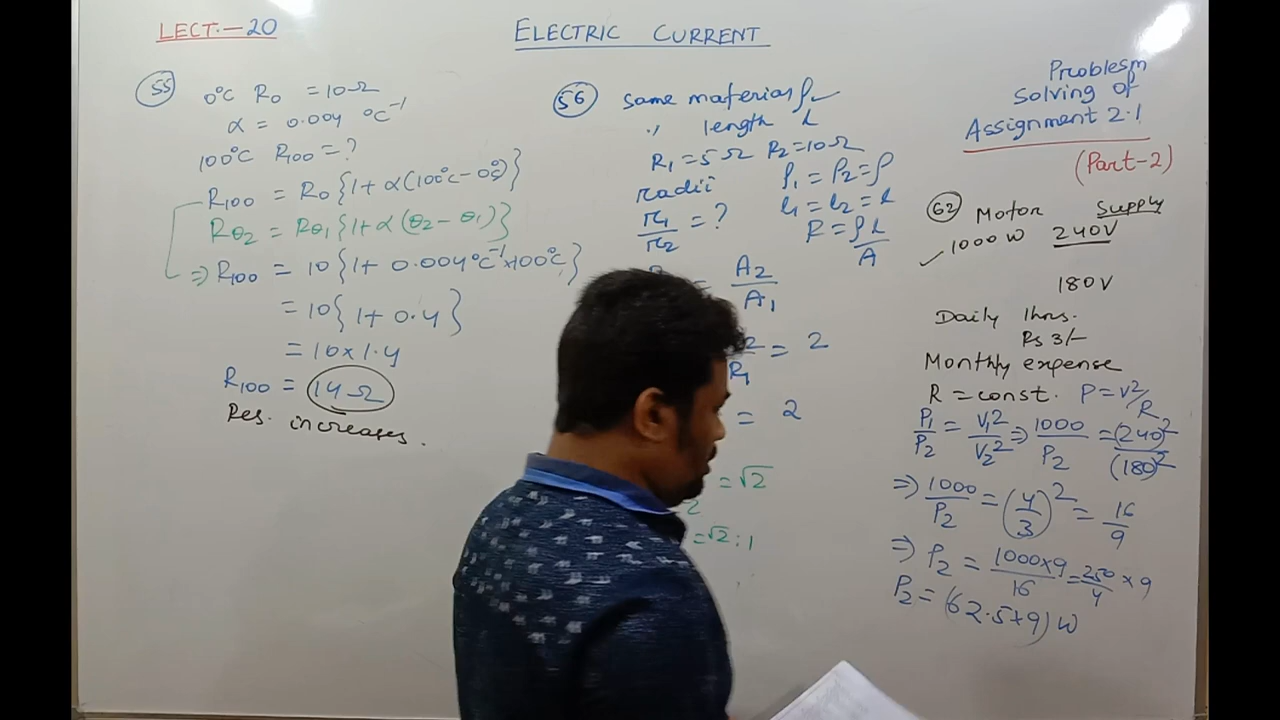 LECT.-20
ELECTRIC CURRENT
Problesm
Solving of
Assignment 2.1
(Part-2)
55
0°C R₀ = 10Ω
α = 0.004 °C⁻¹
100°C R₁₀₀ = ?
R₁₀₀ = R₀{1+α(100°C-0°C)}
Rθ₂ = Rθ₁{1+α(θ₂-θ₁)}
⇒ R₁₀₀ = 10{1+ 0.004°C⁻¹×100°C}
= 10{1+0.4}
= 10×1.4
R₁₀₀ = 14Ω
Res. increases.
56
Same material ρ
,, length L
R₁=5Ω R₂=10Ω
radii ρ₁ = ρ₂ = ρ
r₁/r₂ = ? l₁ = l₂ = L
R = ρL/A
= A₂/A₁
R₁ = 2
= 2
= √2
= √2 : 1
62 Motor Supply
1000 W 240V
180V
Daily 1hrs.
Rs 3/-
Monthly expense
R = const. P = V²/R
P₁/P₂ = V₁²/V₂² ⇒ 1000/P₂ = (240)²/(180)²
⇒ 1000/P₂ = (4/3)² = 16/9
⇒ P₂ = 1000×9/16 = 250/4 × 9
P₂ = (62.5×9) W